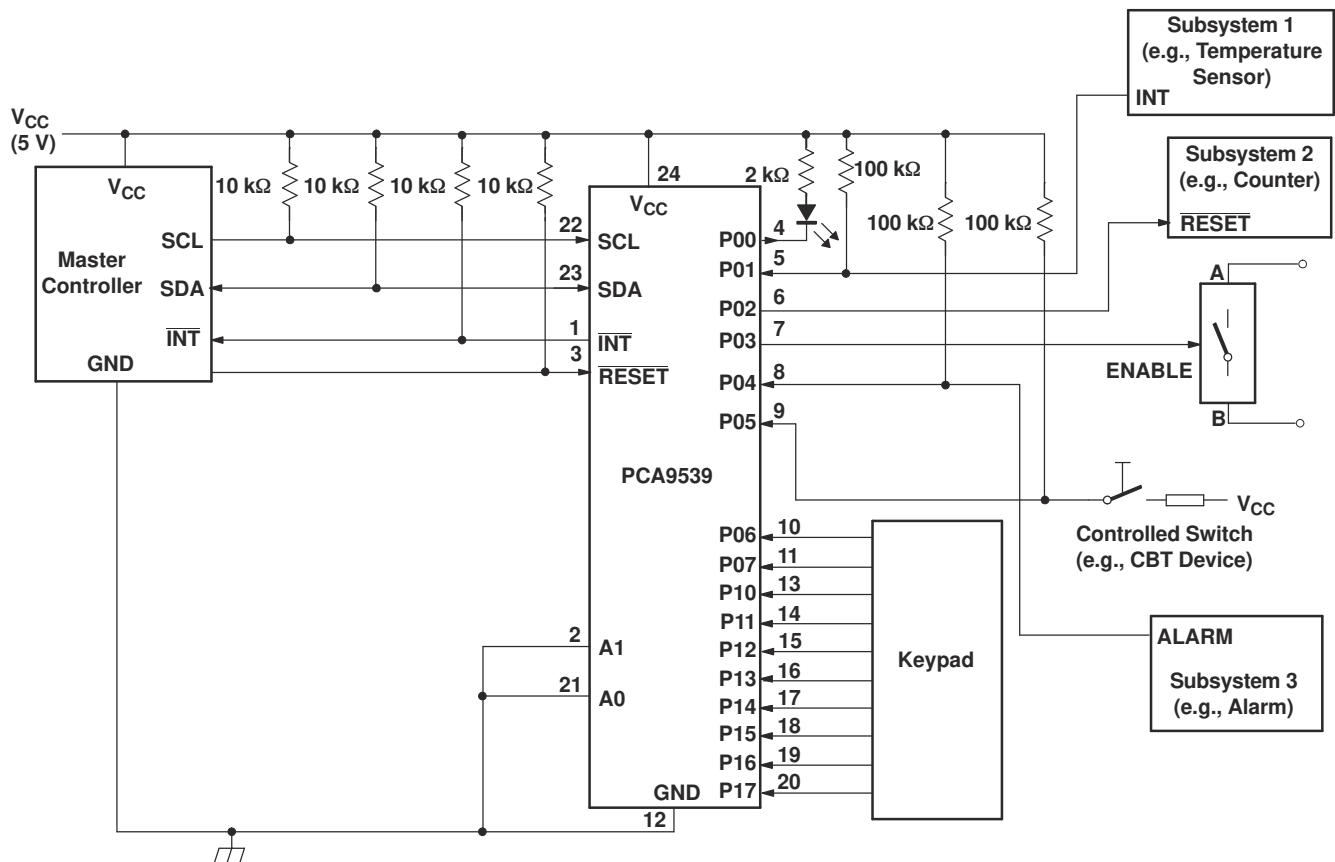 Subsystem 1
(e.g., Temperature
Sensor)
INT
VCC
(5 V)
VCC
10 kΩ
10 kΩ
10 kΩ
10 kΩ
24
VCC
2 kΩ
100 kΩ
100 kΩ
100 kΩ
Subsystem 2
(e.g., Counter)
RESET
Master
Controller
SCL
SDA
INT
GND
22
23
1
3
SCL
SDA
INT
RESET
P00
P01
P02
P03
P04
P05
4
5
6
7
8
9
A
ENABLE
B
PCA9539
VCC
Controlled Switch
(e.g., CBT Device)
P06
P07
P10
P11
P12
P13
P14
P15
P16
P17
10
11
13
14
15
16
17
18
19
20
Keypad
2
21
A1
A0
GND
12
ALARM
Subsystem 3
(e.g., Alarm)